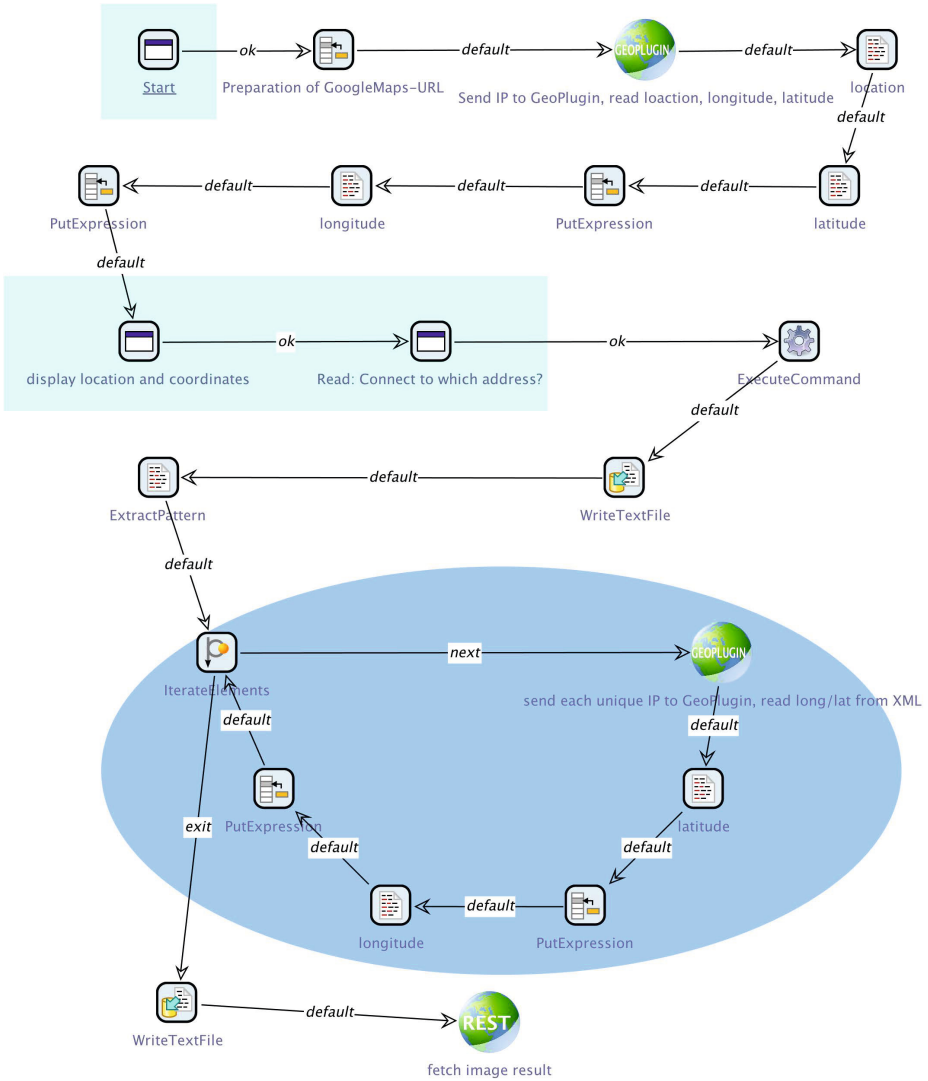 ok
default
GEOPLUGIN
default
Start
Preparation of GoogleMaps-URL
Send IP to GeoPlugin, read loaction, longitude, latitude
location
default
default
default
default
PutExpression
longitude
PutExpression
latitude
default
ok
ok
display location and coordinates
Read: Connect to which address?
ExecuteCommand
default
default
ExtractPattern
WriteTextFile
default
next
GEOPLUGIN
IterateElements
send each unique IP to GeoPlugin, read long/lat from XML
default
default
exit
PutExpression
latitude
default
default
default
longitude
PutExpression
default
REST
WriteTextFile
fetch image result